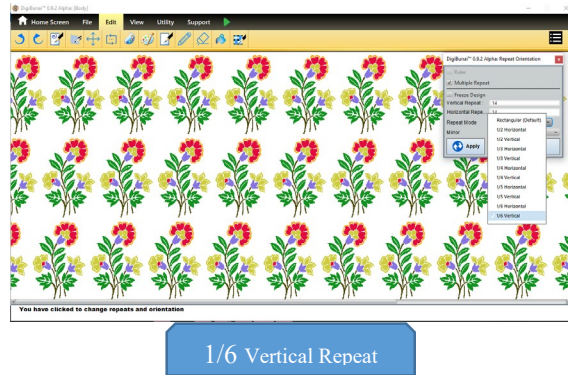 DigiBunai™ 0.9.2 Alpha [Body]
Home Screen File Edit View Utility Support
DigiBunai™ 0.9.2 Alpha: Repeat Orientation
Ruler
Multiple Repeat
Freeze Design
Vertical Repeat : 14
Horizontal Repe. 14
Repeat Mode
Mirror
Rectangular (Default)
1/2 Horizontal
1/2 Vertical
1/3 Horizontal
1/3 Vertical
1/4 Horizontal
1/4 Vertical
1/5 Horizontal
1/5 Vertical
1/6 Horizontal
1/6 Vertical
Apply
You have clicked to change repeats and orientation
1/6 Vertical Repeat